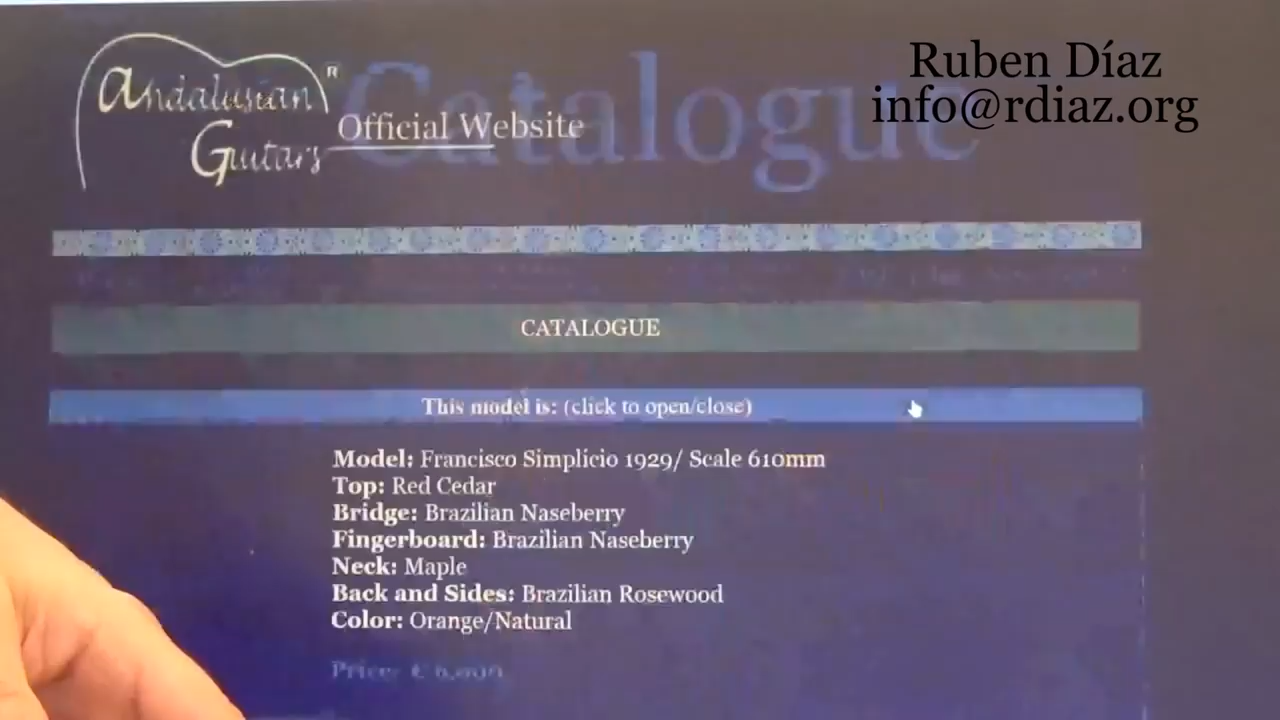 Ruben Díaz
info@rdiaz.org
Catalogue
Andalusian
Guitars
®
Official Website
CATALOGUE
This model is: (click to open/close)
Model: Francisco Simplicio 1929/ Scale 610mm
Top: Red Cedar
Bridge: Brazilian Naseberry
Fingerboard: Brazilian Naseberry
Neck: Maple
Back and Sides: Brazilian Rosewood
Color: Orange/Natural
Price: €